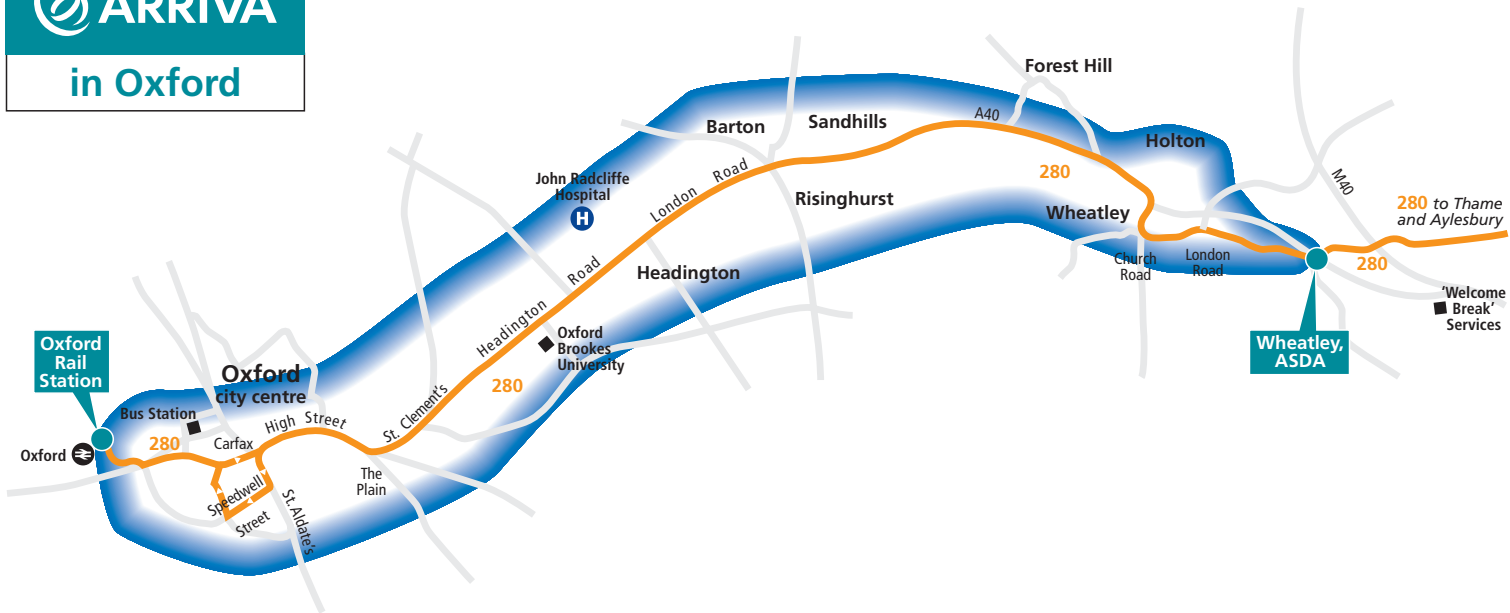 ARRIVA
in Oxford
Forest Hill
Barton
Sandhills
A40
Holton
John Radcliffe
Hospital
H
London Road
280
M40
Risinghurst
Wheatley
280 to Thame
and Aylesbury
Church
Road
London
Road
280
Headington
Headington Road
'Welcome
Break'
Services
Oxford
Rail
Station
Oxford
Brookes
University
Wheatley,
ASDA
Oxford
city centre
280
St. Clement's
Bus Station
High Street
Carfax
280
Oxford
The
Plain
Speedwell
Street
St. Aldate's